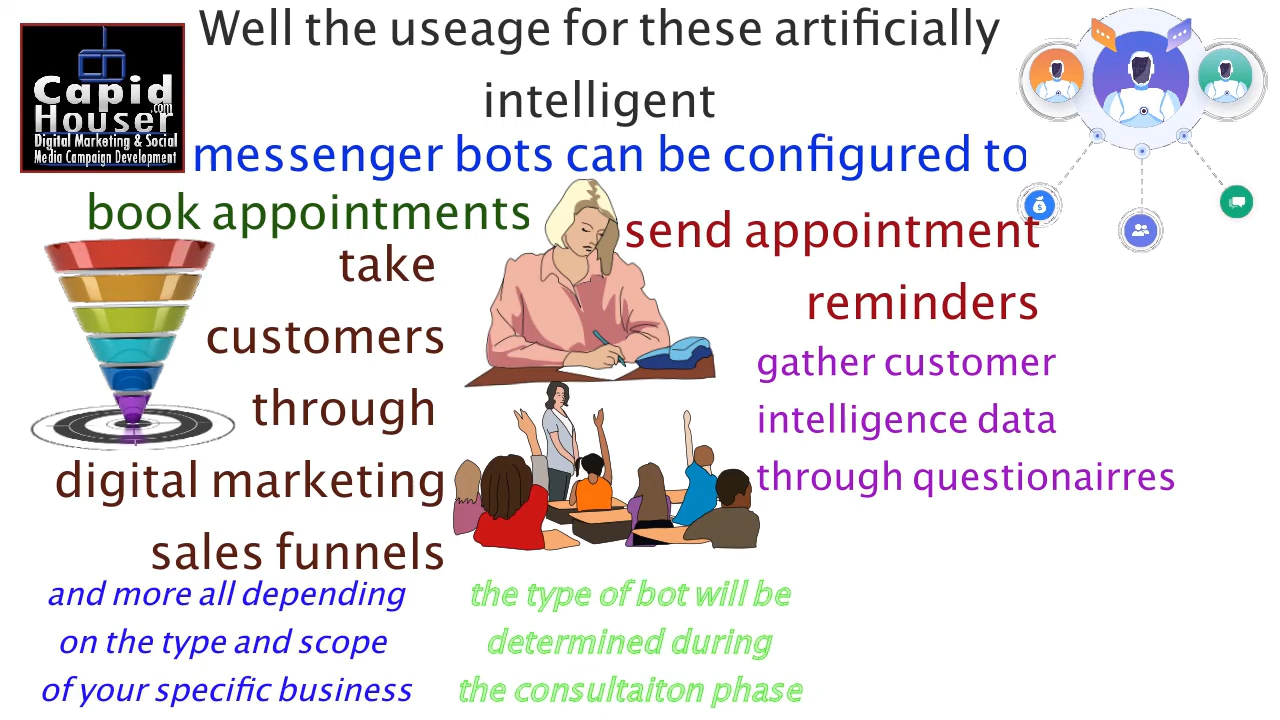 Well the useage for these artificially
intelligent
Capid
.com
Houser
Digital Marketing & Social
Media Campaign Development
messenger bots can be configured to
book appointments
send appointment
reminders
take
customers
through
digital marketing
sales funnels
gather customer
intelligence data
through questionairres
and more all depending
on the type and scope
of your specific business
the type of bot will be
determined during
the consultaiton phase